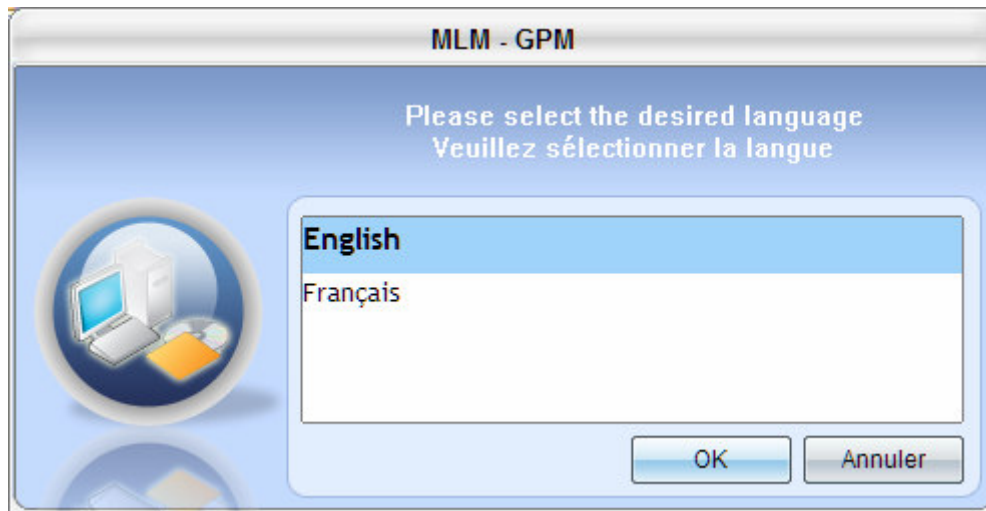 MLM - GPM
Please select the desired language
Veuillez sélectionner la langue
English
Français
OK
Annuler